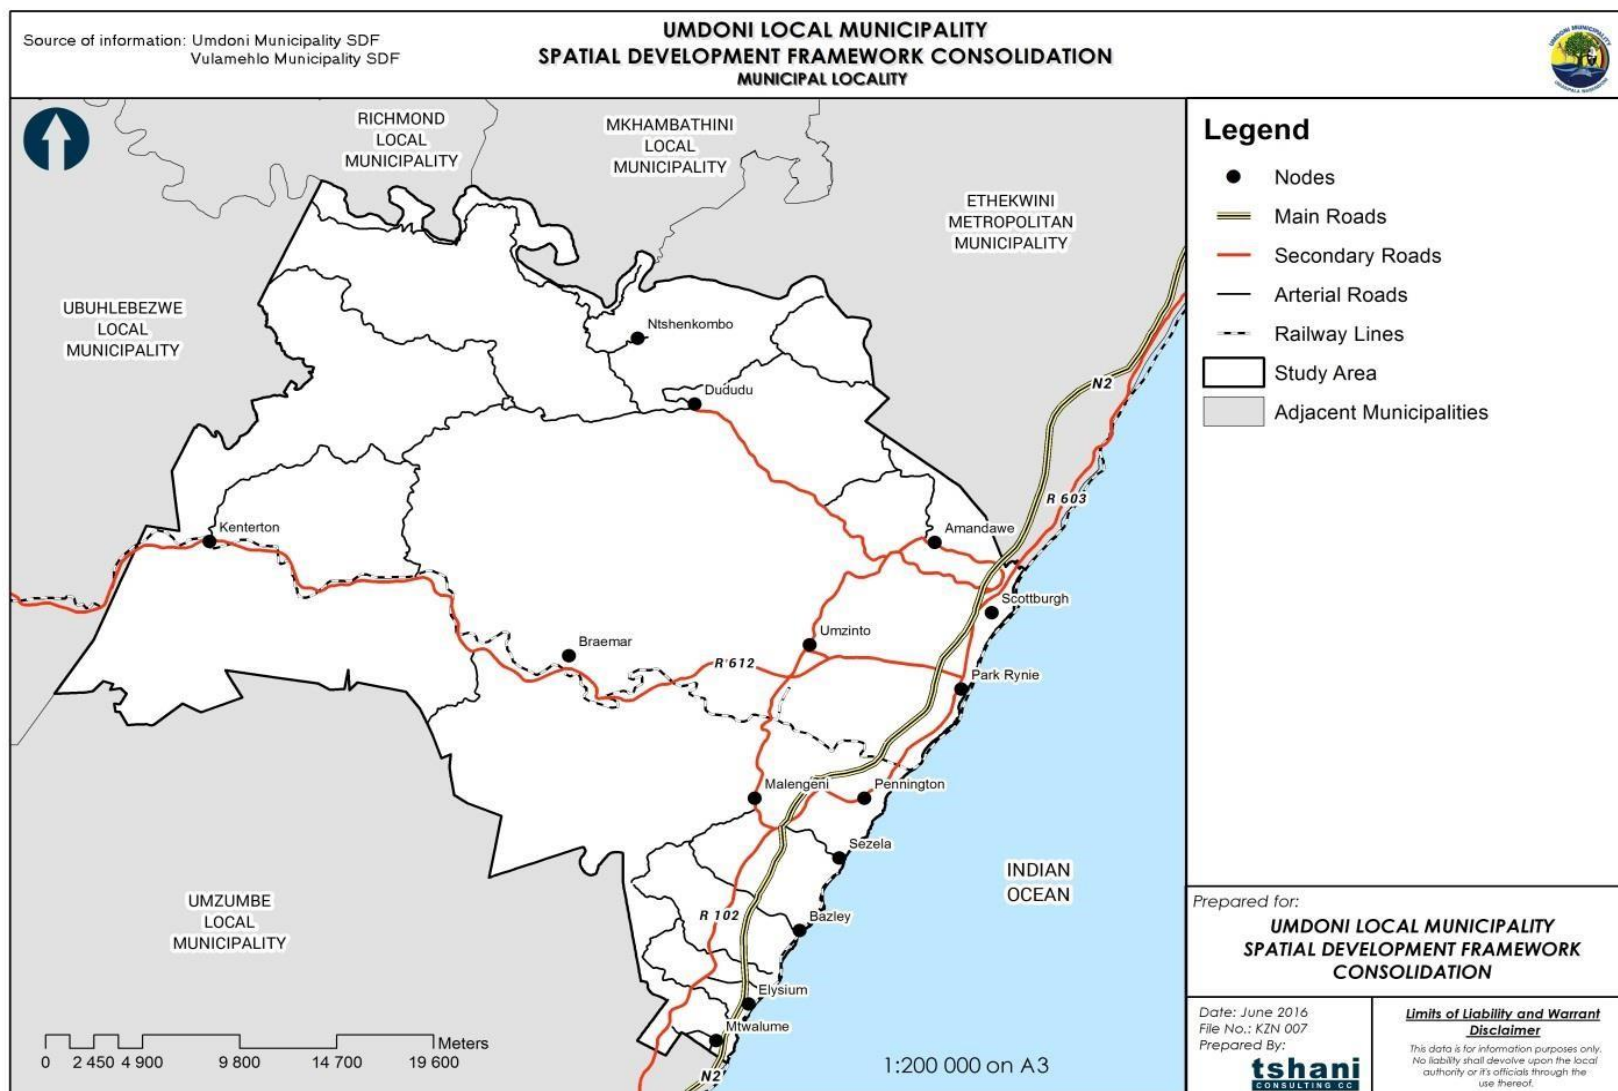 Source of information: Umdoni Municipality SDF
Vulamehlo Municipality SDF
UMDONI LOCAL MUNICIPALITY
SPATIAL DEVELOPMENT FRAMEWORK CONSOLIDATION
MUNICIPAL LOCALITY
UMDONI MUNICIPALITY
RICHMOND
LOCAL
MUNICIPALITY
MKHAMBATHINI
LOCAL
MUNICIPALITY
ETHEKWINI
METROPOLITAN
MUNICIPALITY
UBUHLEBEZWE
LOCAL
MUNICIPALITY
Ntshenkombo
Dududu
N2
R 603
Kenterton
Amandawe
Scottburgh
Umzinto
Braemar
R 612
Park Rynie
Malengeni
Pennington
Sezela
INDIAN
OCEAN
UMZUMBE
LOCAL
MUNICIPALITY
R 102
Bazley
Elysium
Mtwalume
N2
Meters
0 2 450 4 900 9 800 14 700 19 600
1:200 000 on A3
Legend
Nodes
Main Roads
Secondary Roads
Arterial Roads
Railway Lines
Study Area
Adjacent Municipalities
Prepared for:
UMDONI LOCAL MUNICIPALITY
SPATIAL DEVELOPMENT FRAMEWORK
CONSOLIDATION
Date: June 2016
File No.: KZN 007
Prepared By:
tshani
CONSULTING CC
Limits of Liability and Warrant
Disclaimer
This data is for information purposes only.
No liability shall devolve upon the local
authority or it's officials through the
use thereof.